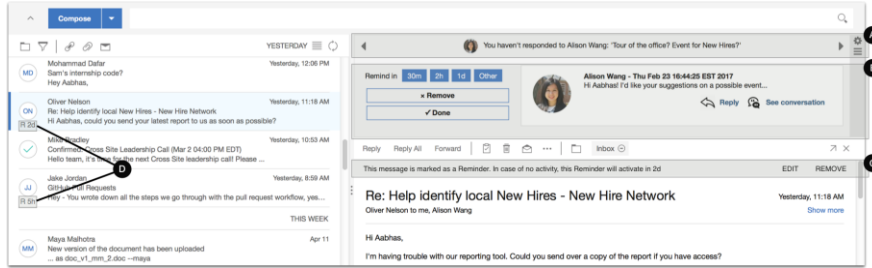 Compose
YESTERDAY
MD
Mohammad Dafar
Yesterday, 12:06 PM
Sam's internship code?
Hey Aabhas,
ON
Oliver Nelson
Yesterday, 11:18 AM
Re: Help identify local New Hires - New Hire Network
Hi Aabhas, could you send your latest report to us as soon as possible?
R 2d
Mike Bradley
Yesterday, 10:53 AM
Confirmed: Cross Site Leadership Call (Mar 2 04:00 PM EDT)
Hello team, it's time for the next Cross Site leadership call! Please ...
D
JJ
Jake Jordan
Yesterday, 8:59 AM
GitHub Pull Requests
Hey - You wrote down all the steps we go through with the pull request workflow, yes...
R 5h
THIS WEEK
MM
Maya Malhotra
Apr 11
New version of the document has been uploaded
... as doc_v1_mm_2.doc --maya
You haven't responded to Alison Wang: 'Tour of the office? Event for New Hires?'
Remind in 30m 2h 1d Other
× Remove
✓ Done
Alison Wang - Thu Feb 23 16:44:25 EST 2017
Hi Aabhas! I'd like your suggestions on a possible event...
Reply See conversation
Reply Reply All Forward Inbox
This message is marked as a Reminder. In case of no activity, this Reminder will activate in 2d
EDIT REMOVE
Re: Help identify local New Hires - New Hire Network
Yesterday, 11:18 AM
Oliver Nelson to me, Alison Wang
Show more
Hi Aabhas,
I'm having trouble with our reporting tool. Could you send over a copy of the report if you have access?